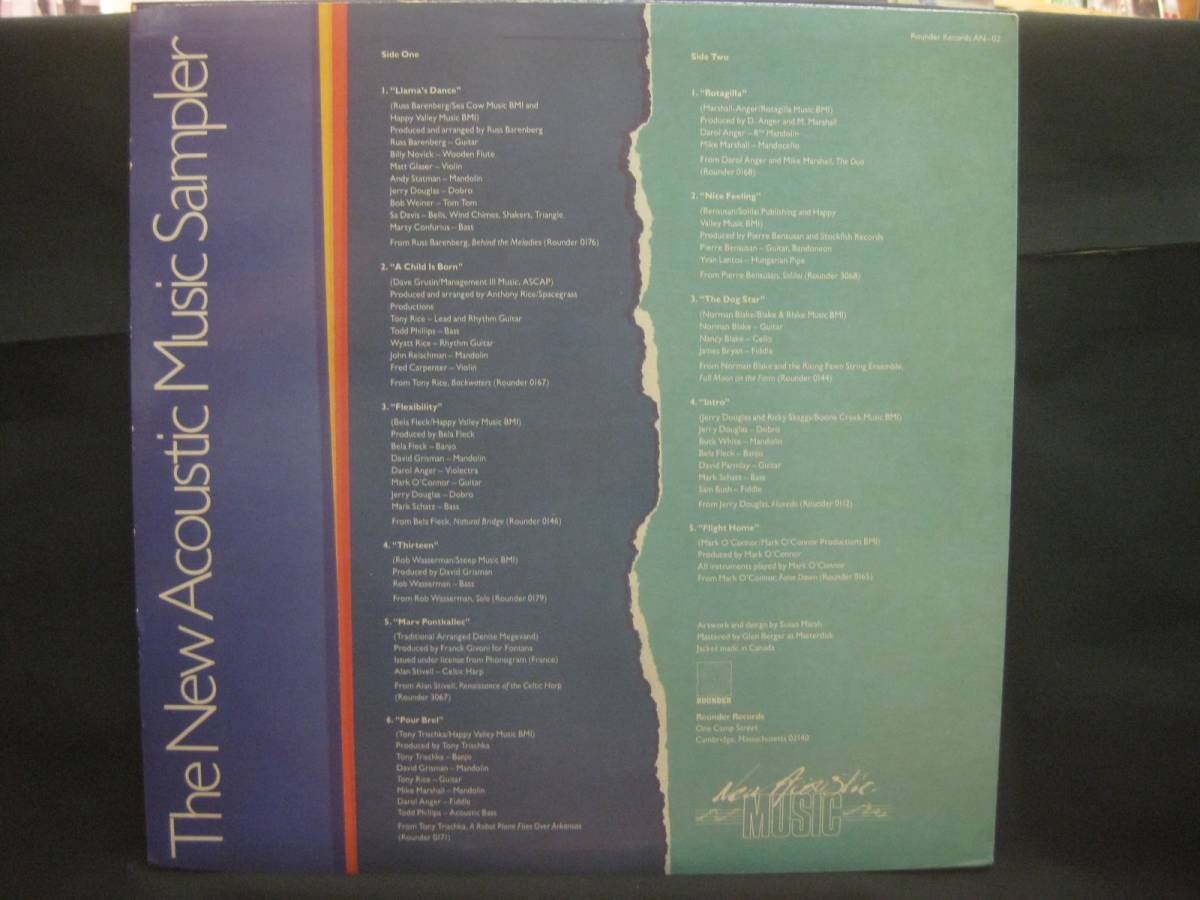 The New Acoustic Music Sampler
Side One
1. "Llama's Dance"
(Russ Barenberg/Sea Cow Music BMI and
Happy Valley Music BMI)
Produced and arranged by Russ Barenberg
Russ Barenberg – Guitar
Billy Novick – Wooden Flute
Matt Glaser – Violin
Andy Statman – Mandolin
Jerry Douglas – Dobro
Bob Weiner – Tom Tom
Sa Davis – Bells, Wind Chimes, Shakers, Triangle,
Marty Confurius – Bass
From Russ Barenberg, Behind the Melodies (Rounder 0176)
2. "A Child Is Born"
(Dave Grusin/Management III Music, ASCAP)
Produced and arranged by Anthony Rice/Spacegrass
Productions
Tony Rice – Lead and Rhythm Guitar
Todd Phillips – Bass
Wyatt Rice – Rhythm Guitar
John Reischman – Mandolin
Fred Carpenter – Violin
From Tony Rice, Backwaters (Rounder 0167)
3. "Flexibility"
(Bela Fleck/Happy Valley Music BMI)
Produced by Bela Fleck
Bela Fleck – Banjo
David Grisman – Mandolin
Darol Anger – Violectra
Mark O'Connor – Guitar
Jerry Douglas – Dobro
Mark Schatz – Bass
From Bela Fleck, Natural Bridge (Rounder 0146)
4. "Thirteen"
(Rob Wasserman/Steep Music BMI)
Produced by David Grisman
Rob Wasserman – Bass
From Rob Wasserman, Solo (Rounder 0179)
5. "Marv Pontkallec"
(Traditional Arranged Denise Megevand)
Produced by Franck Givoni for Fontana
Issued under license from Phonogram (France)
Alan Stivell – Celtic Harp
From Alan Stivell, Renaissance of the Celtic Harp
(Rounder 3067)
6. "Pour Brel"
(Tony Trischka/Happy Valley Music BMI)
Produced by Tony Trischka
Tony Trischka – Banjo
David Grisman – Mandolin
Tony Rice – Guitar
Mike Marshall – Mandolin
Darol Anger – Fiddle
Todd Phillips – Acoustic Bass
From Tony Trischka, A Robot Plane Flies Over Arkansas
(Rounder 0171)
Rounder Records AN-02
Side Two
1. "Rotagilla"
(Marshall-Anger/Rotagilla Music BMI)
Produced by D. Anger and M. Marshall
Darol Anger – Mandolin
Mike Marshall – Mandocello
From Darol Anger and Mike Marshall, The Duo
(Rounder 0168)
2. "Nice Feeling"
(Bensusan/Solilai Publishing and Happy
Valley Music BMI)
Produced by Pierre Bensusan and Stockfish Records
Pierre Bensusan – Guitar, Bandoneon
Yvan Lantos – Hungarian Pipe
From Pierre Bensusan, Solilai (Rounder 3068)
3. "The Dog Star"
(Norman Blake/Blake & Blake Music BMI)
Norman Blake – Guitar
Nancy Blake – Cello
James Bryan – Fiddle
From Norman Blake and the Rising Fawn String Ensemble,
Full Moon on the Farm (Rounder 0144)
4. "Intro"
(Jerry Douglas and Ricky Skaggs/Boone Creek Music BMI)
Jerry Douglas – Dobro
Buck White – Mandolin
Bela Fleck – Banjo
David Parmley – Guitar
Mark Schatz – Bass
Sam Bush – Fiddle
From Jerry Douglas, Fluxedo (Rounder 0112)
5. "Flight Home"
(Mark O'Connor/Mark O'Connor Productions BMI)
Produced by Mark O'Connor
All instruments played by Mark O'Connor
From Mark O'Connor, False Dawn (Rounder 0165)
Artwork and design by Susan Marsh
Mastered by Glen Berger at Masterdisk
Jacket made in Canada
ROUNDER
Rounder Records
One Camp Street
Cambridge, Massachusetts 02140
New Acoustic
MUSIC